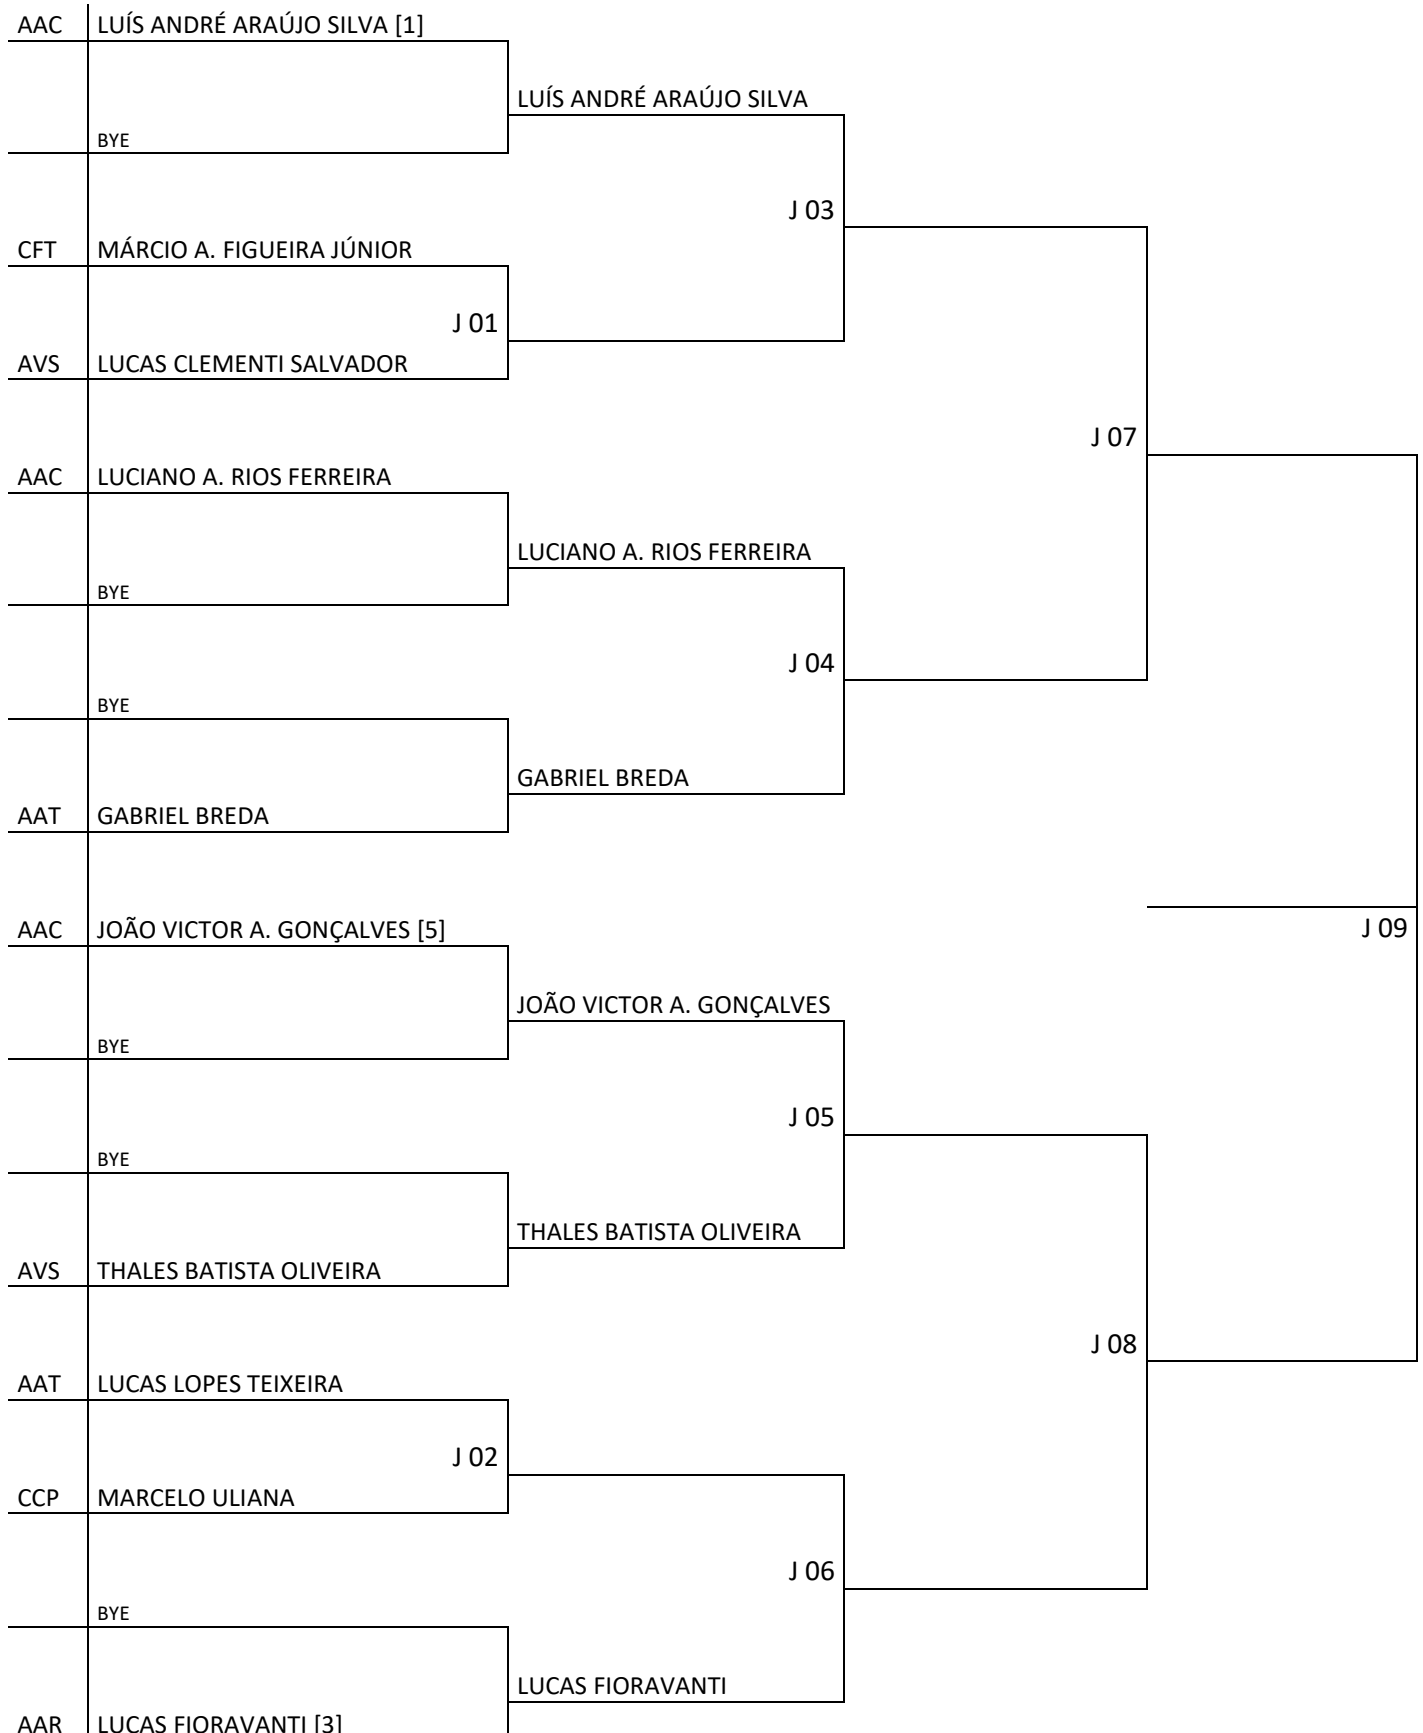 AAC LUÍS ANDRÉ ARAÚJO SILVA [1]
LUÍS ANDRÉ ARAÚJO SILVA
BYE
J 03
CFT MÁRCIO A. FIGUEIRA JÚNIOR
J 01
AVS LUCAS CLEMENTI SALVADOR
J 07
AAC LUCIANO A. RIOS FERREIRA
LUCIANO A. RIOS FERREIRA
BYE
J 04
BYE
GABRIEL BREDA
AAT GABRIEL BREDA
AAC JOÃO VICTOR A. GONÇALVES [5]
J 09
JOÃO VICTOR A. GONÇALVES
BYE
J 05
BYE
THALES BATISTA OLIVEIRA
AVS THALES BATISTA OLIVEIRA
J 08
AAT LUCAS LOPES TEIXEIRA
J 02
CCP MARCELO ULIANA
J 06
BYE
LUCAS FIORAVANTI
AAR LUCAS FIORAVANTI [3]